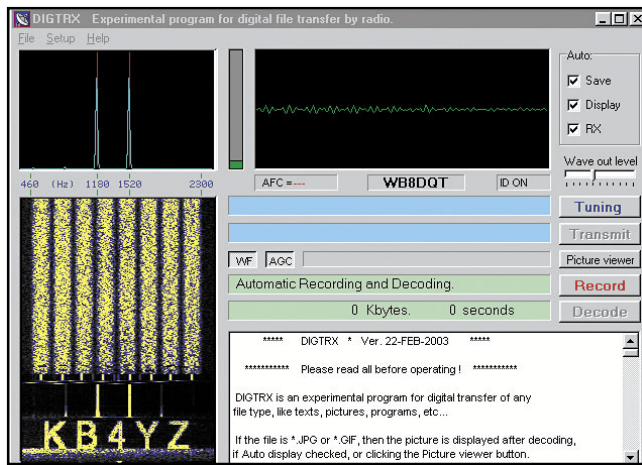 DIGTRX Experimental program for digital file transfer by radio.
File Setup Help
Auto:
Save
Display
RX
Wave out level
460 (Hz) 1180 1520 2300
AFC =---
WB8DQT
ID ON
Tuning
Transmit
WF AGC
Picture viewer
Automatic Recording and Decoding.
Record
0 Kbytes. 0 seconds
Decode
***** DIGTRX * Ver. 22-FEB-2003 *****
*********** Please read all before operating ! ***********
DIGTRX is an experimental program for digital transfer of any
file type, like texts, pictures, programs, etc...
If the file is *.JPG or *.GIF, then the picture is displayed after decoding,
if Auto display checked, or clicking the Picture viewer button.
KB4YZ